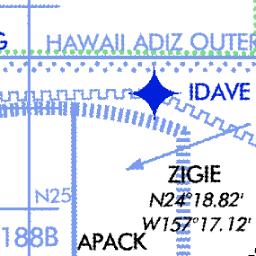 G
HAWAII ADIZ OUTER
IDAVE
ZIGIE
N24°18.82'
W157°17.12'
N25
188B
APACK